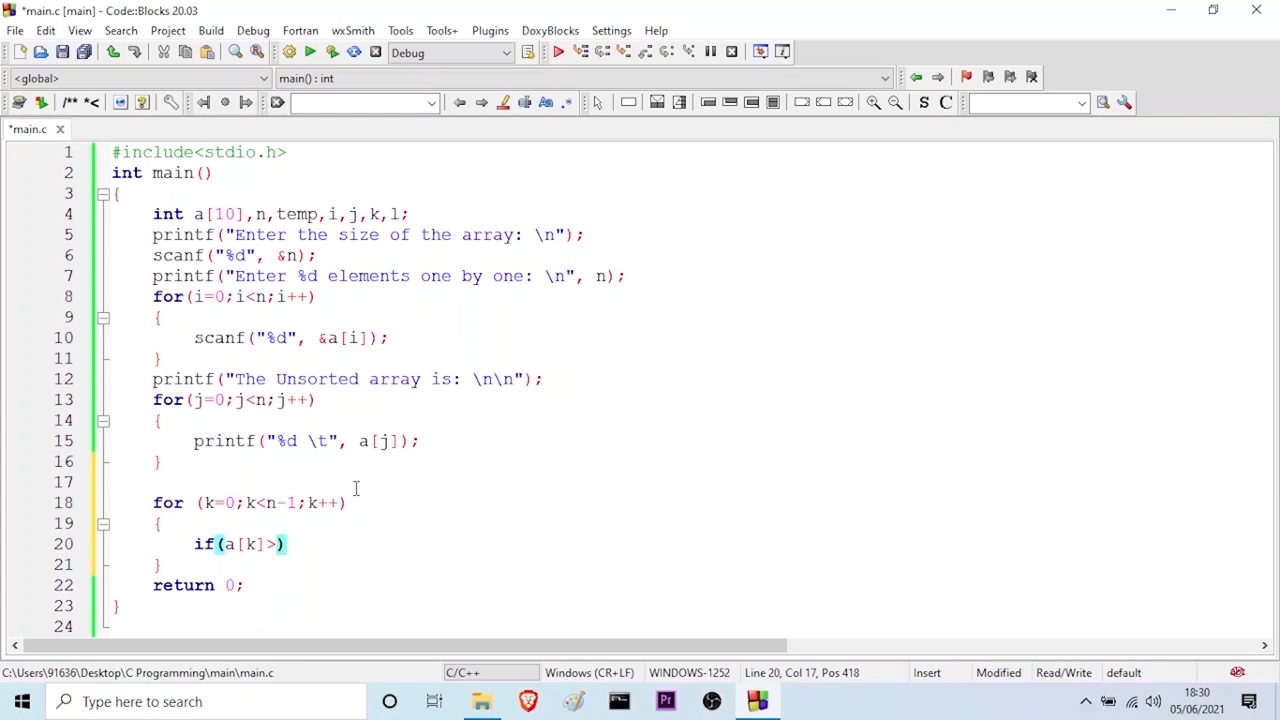 *main.c [main] - Code::Blocks 20.03
File Edit View Search Project Build Debug Fortran wxSmith Tools Tools+ Plugins DoxyBlocks Settings Help
Debug
<global> main() : int
/** *< S C
*main.c
1 #include<stdio.h>
2 int main()
3 {
4 int a[10],n,temp,i,j,k,l;
5 printf("Enter the size of the array: \n");
6 scanf("%d", &n);
7 printf("Enter %d elements one by one: \n", n);
8 for(i=0;i<n;i++)
9 {
10 scanf("%d", &a[i]);
11 }
12 printf("The Unsorted array is: \n\n");
13 for(j=0;j<n;j++)
14 {
15 printf("%d \t", a[j]);
16 }
17
18 for (k=0;k<n-1;k++)
19 {
20 if(a[k]>)
21 }
22 return 0;
23 }
24
C:\Users\91636\Desktop\C Programming\main\main.c C/C++ Windows (CR+LF) WINDOWS-1252 Line 20, Col 17, Pos 418 Insert Modified Read/Write default
Type here to search Pr 18:30
05/06/2021